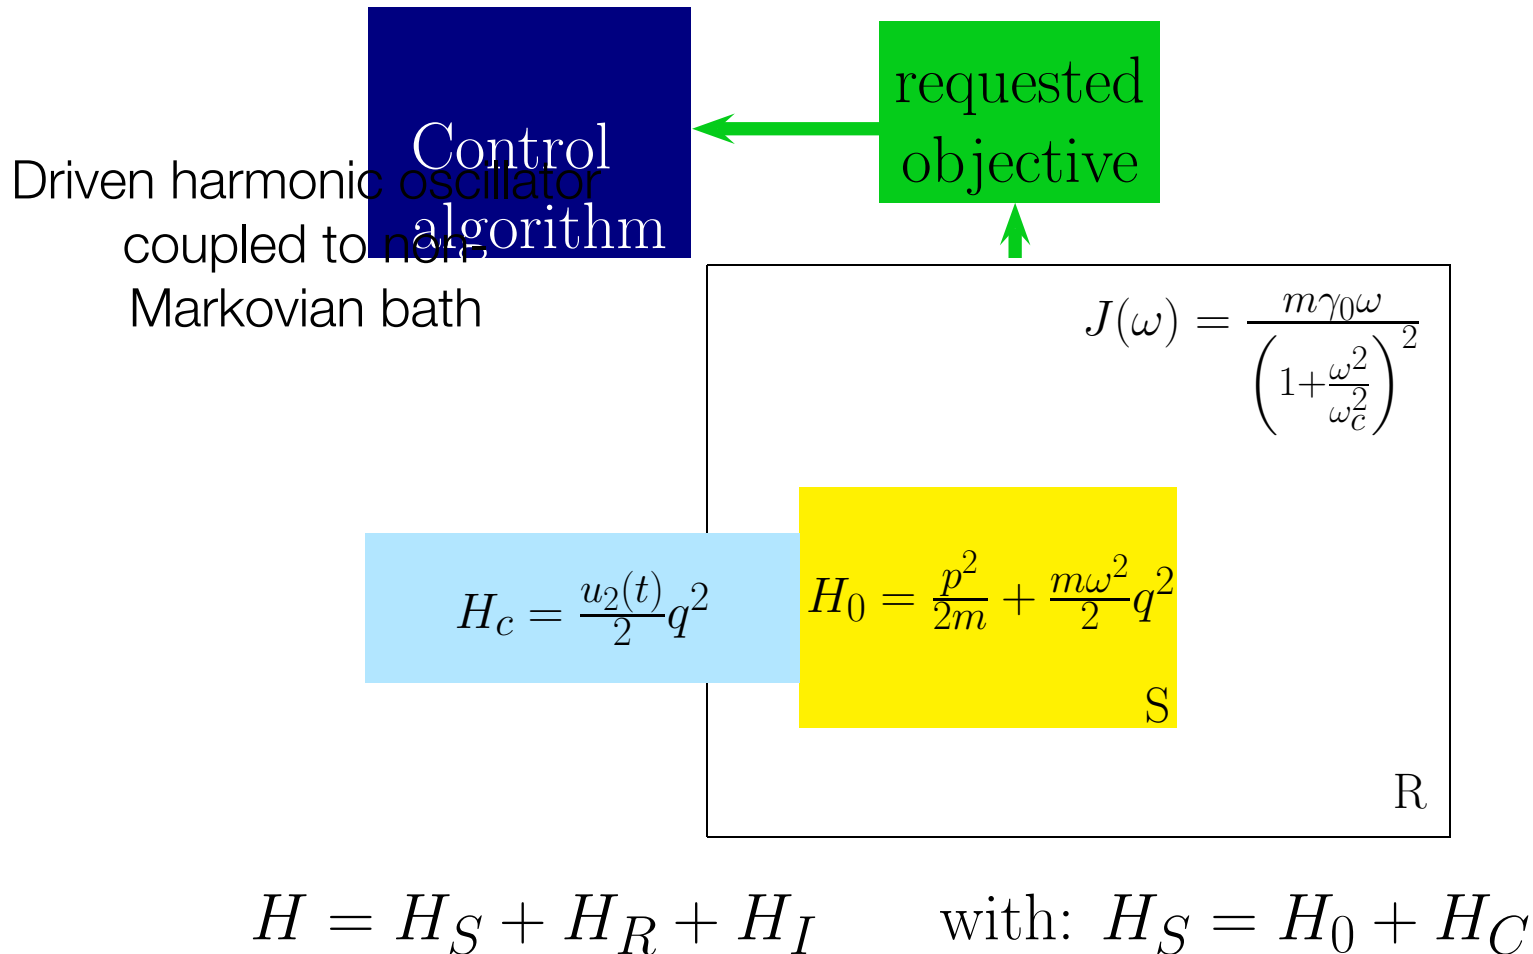 requested
objective
Control
algorithm
Driven harmonic oscillator
coupled to non-
Markovian bath
J(ω) = mγ₀ω / (1+ω²/ω_c²)²
H_c = u₂(t)/2 q²
H₀ = p²/2m + mω²/2 q²
S
R
H = H_S + H_R + H_I with: H_S = H₀ + H_C